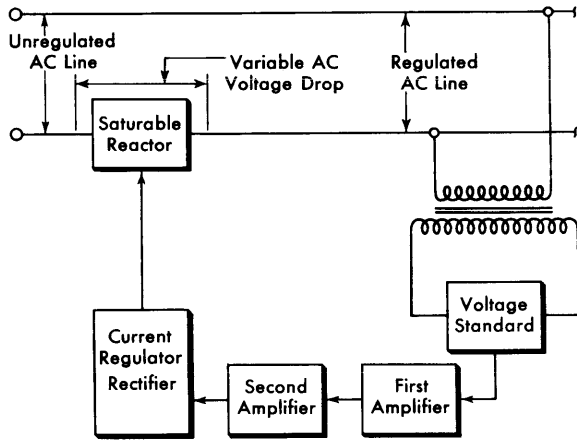 Unregulated
AC Line
Variable AC
Voltage Drop
Regulated
AC Line
Saturable
Reactor
Voltage
Standard
Current
Regulator
Rectifier
Second
Amplifier
First
Amplifier